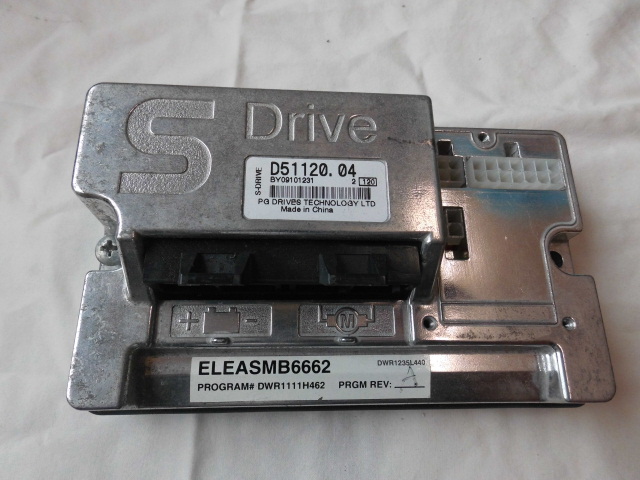 S Drive
S-DRIVE
D51120.04
BY09101231 2 120
PG DRIVES TECHNOLOGY LTD
Made in China
+ -
M
ELEASMB6662
DWR1235L440
PROGRAM# DWR1111H462 PRGM REV: A